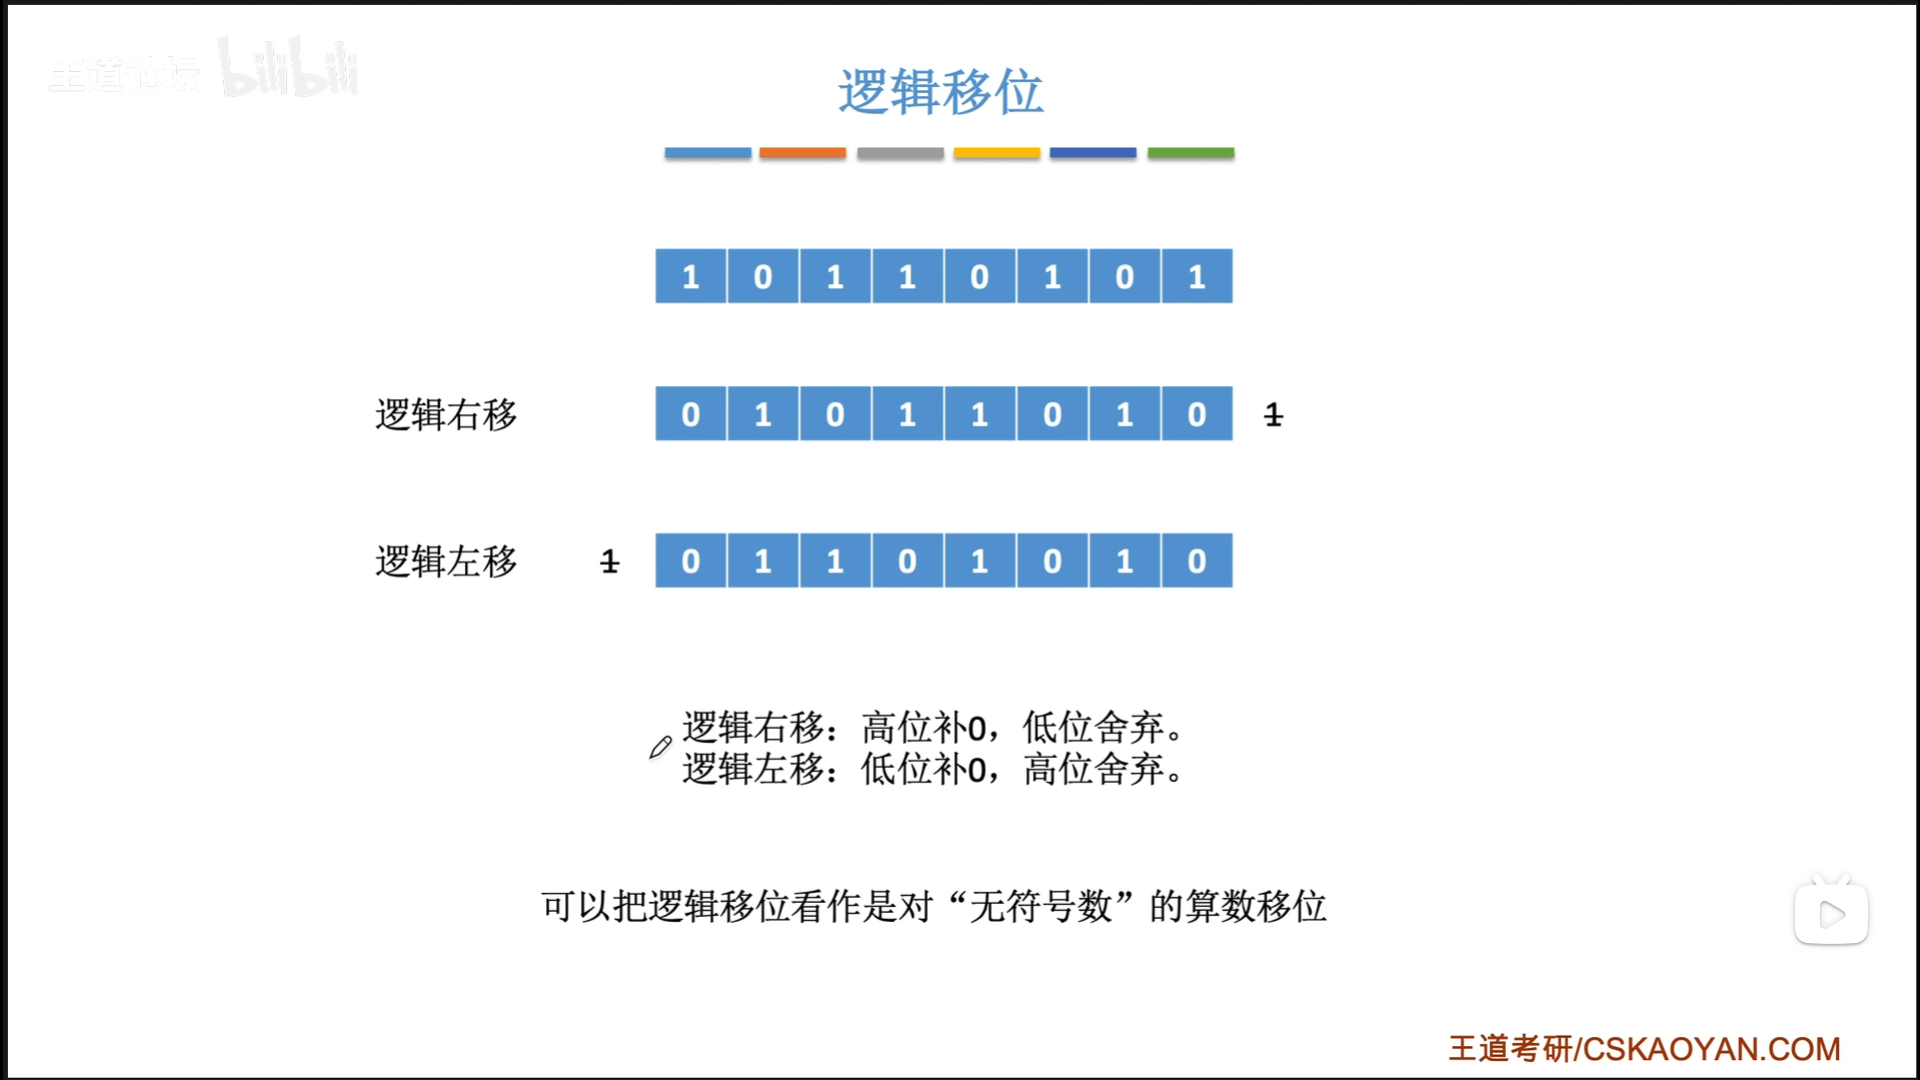 王道论坛 bilibili
逻辑移位
1 0 1 1 0 1 0 1
逻辑右移 0 1 0 1 1 0 1 0 1
逻辑左移 1 0 1 1 0 1 0 1 0
逻辑右移：高位补0，低位舍弃。
逻辑左移：低位补0，高位舍弃。
可以把逻辑移位看作是对“无符号数”的算数移位
王道考研/CSKAOYAN.COM